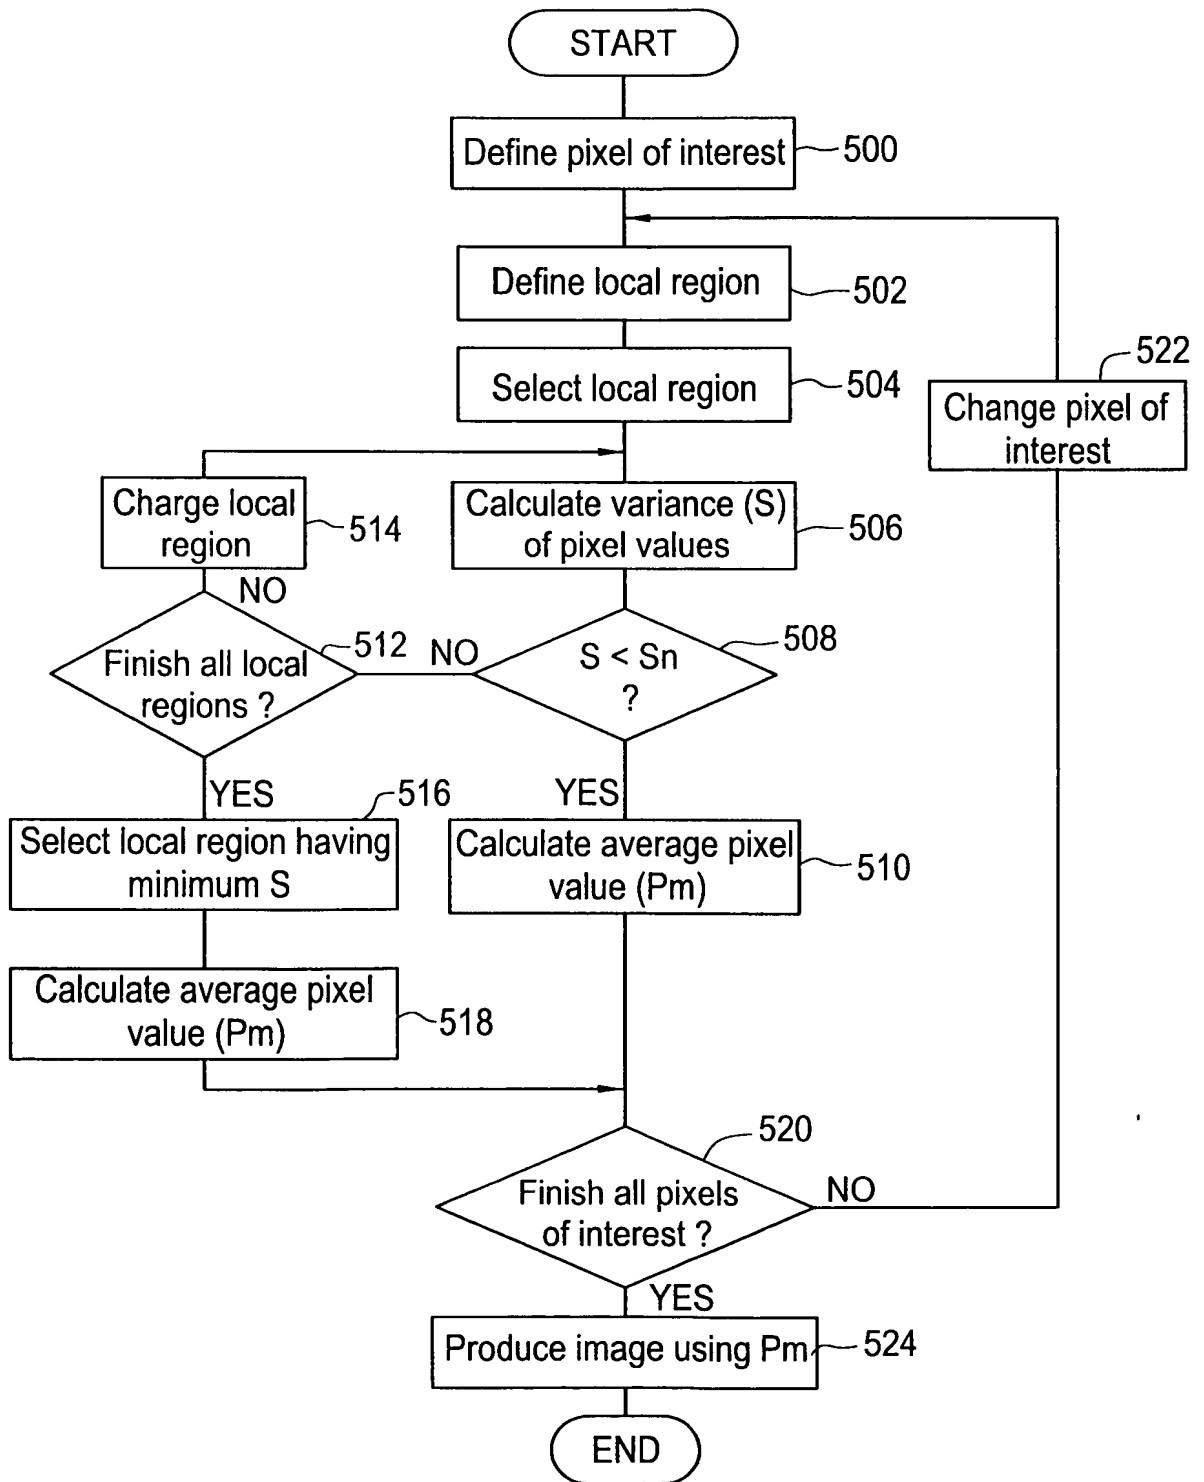 START
Define pixel of interest
500
Define local region
502
Select local region
504
522
Change pixel of
interest
Charge local
region
514
Calculate variance (S)
of pixel values
506
NO
Finish all local
regions ?
512
NO
S < Sn
?
508
YES
516
Select local region having
minimum S
YES
Calculate average pixel
value (Pm)
510
Calculate average pixel
value (Pm)
518
520
Finish all pixels
of interest ?
NO
YES
Produce image using Pm
524
END